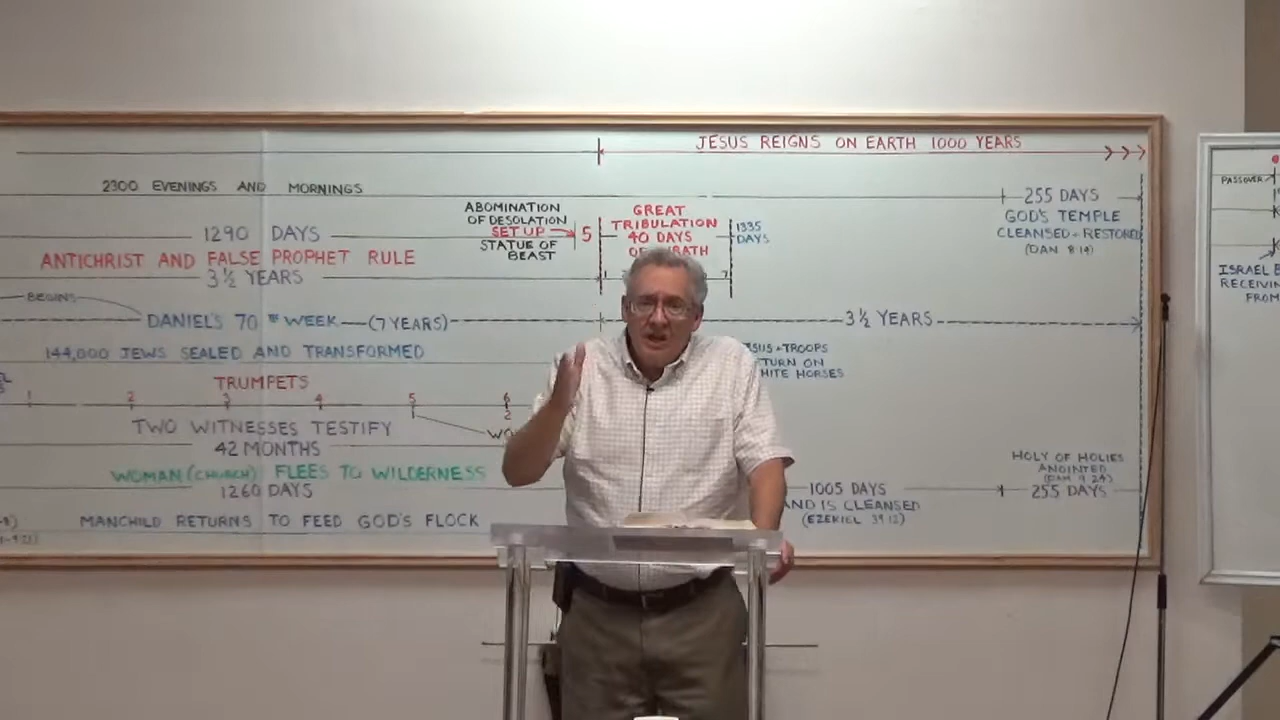 JESUS REIGNS ON EARTH 1000 YEARS
2300 EVENINGS AND MORNINGS
255 DAYS
GOD'S TEMPLE
CLEANSED + RESTORED
(DAN 8:14)
ABOMINATION
OF DESOLATION
SET UP
STATUE OF
BEAST
5
GREAT
TRIBULATION
40 DAYS
1335
DAYS
1290 DAYS
ANTICHRIST AND FALSE PROPHET RULE
3½ YEARS
BEGINS
DANIEL'S 70TH WEEK (7 YEARS)
3½ YEARS
144,000 JEWS SEALED AND TRANSFORMED
+ TROOPS
ON
HORSES
TRUMPETS
1 2 3 4 5 6
2
TWO WITNESSES TESTIFY
42 MONTHS
WOMAN (CHURCH) FLEES TO WILDERNESS
1260 DAYS
MANCHILD RETURNS TO FEED GOD'S FLOCK
1005 DAYS
IS CLEANSED
(EZEKIEL 39:12)
HOLY OF HOLIES
ANOINTED
(DAN 9:24)
255 DAYS
PASSOVER
ISRAEL
FROM